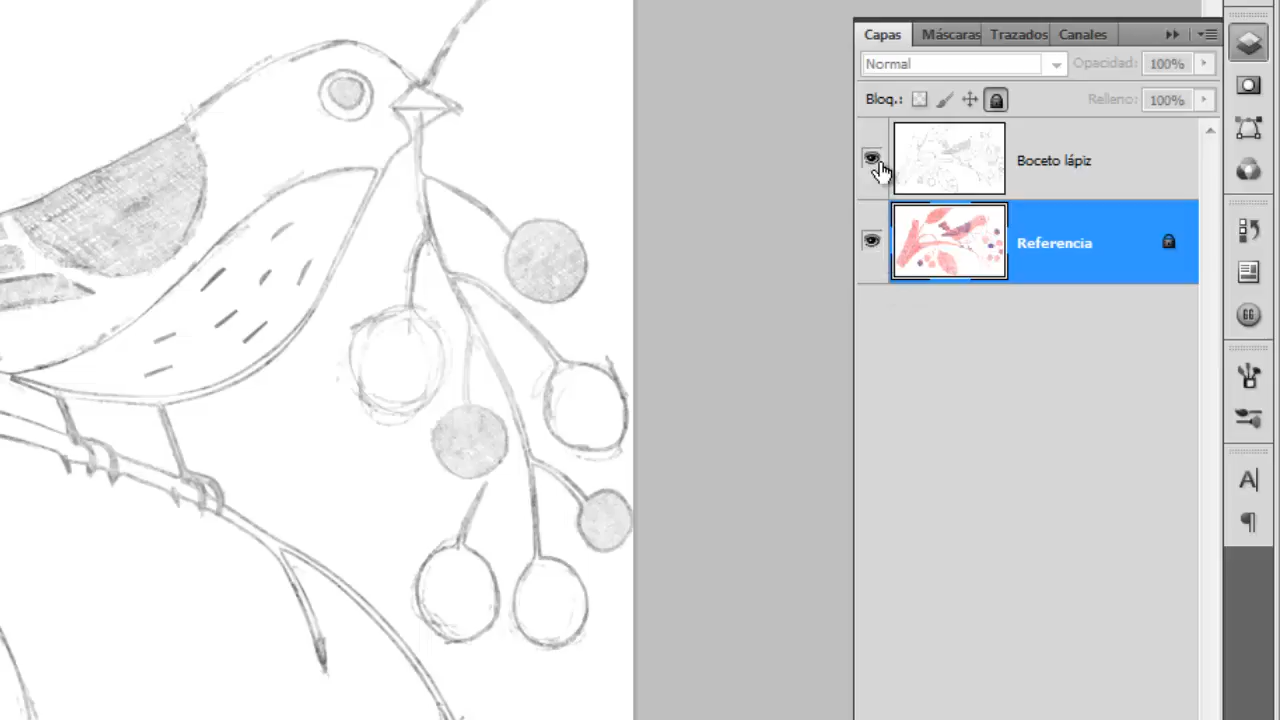 Capas Máscaras Trazados Canales
Normal Opacidad: 100%
Bloq.: Relleno: 100%
Boceto lápiz
Referencia
A